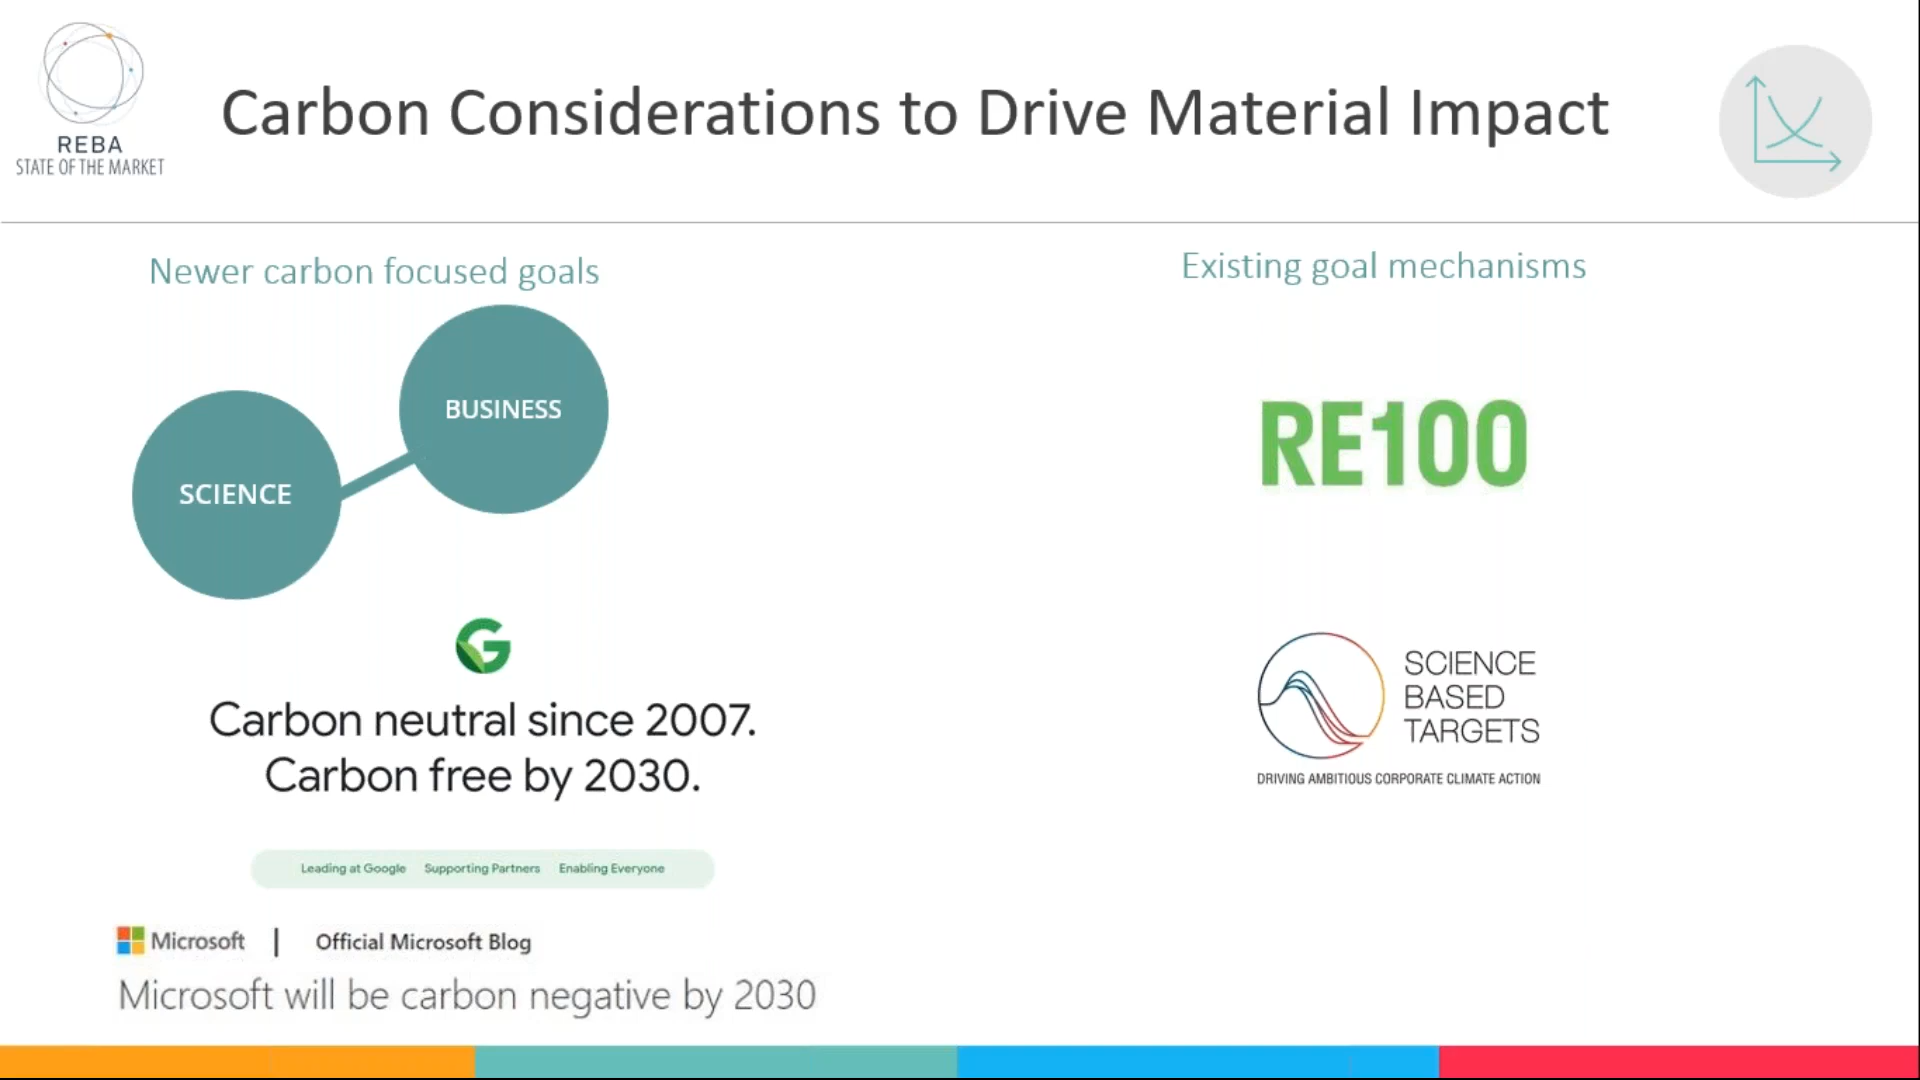 REBA
STATE OF THE MARKET
Carbon Considerations to Drive Material Impact
Newer carbon focused goals
BUSINESS
SCIENCE
Carbon neutral since 2007.
Carbon free by 2030.
Leading at Google Supporting Partners Enabling Everyone
Microsoft | Official Microsoft Blog
Microsoft will be carbon negative by 2030
Existing goal mechanisms
RE100
SCIENCE
BASED
TARGETS
DRIVING AMBITIOUS CORPORATE CLIMATE ACTION